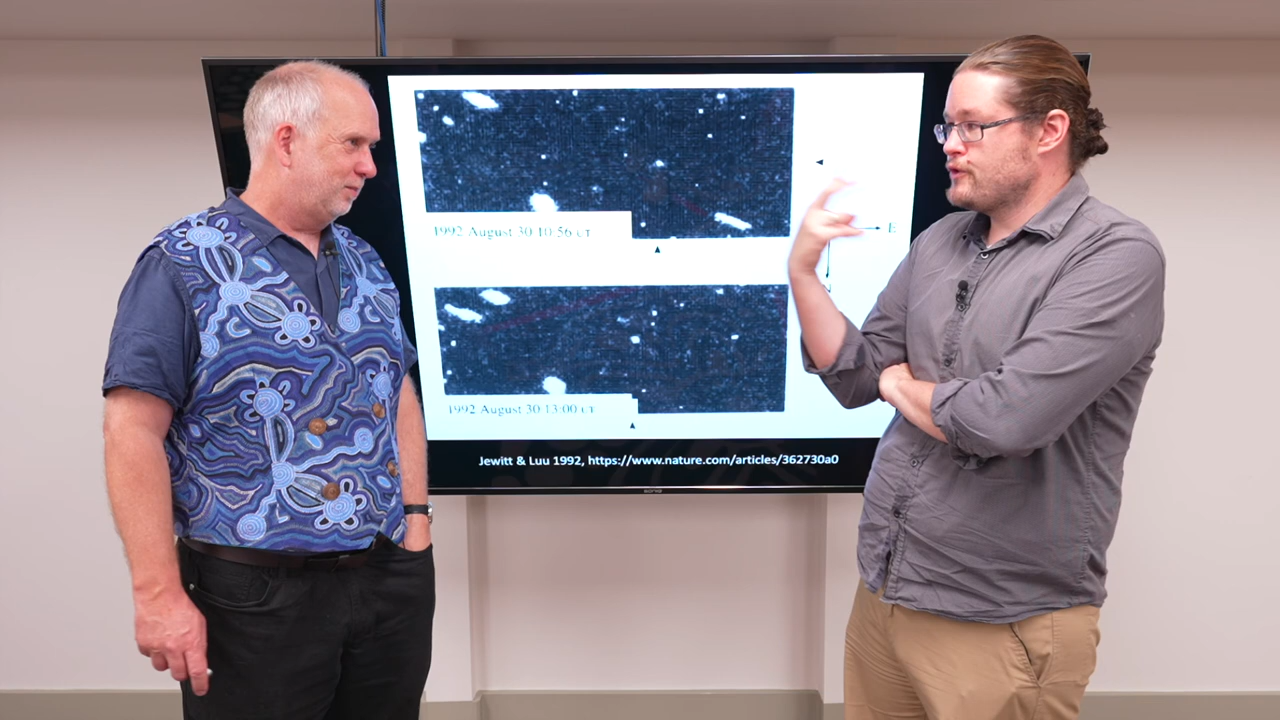 1992 August 30 10:56 UT
E
1992 August 30 13:00 UT
Jewitt & Luu 1992, https://www.nature.com/articles/362730a0
SONY